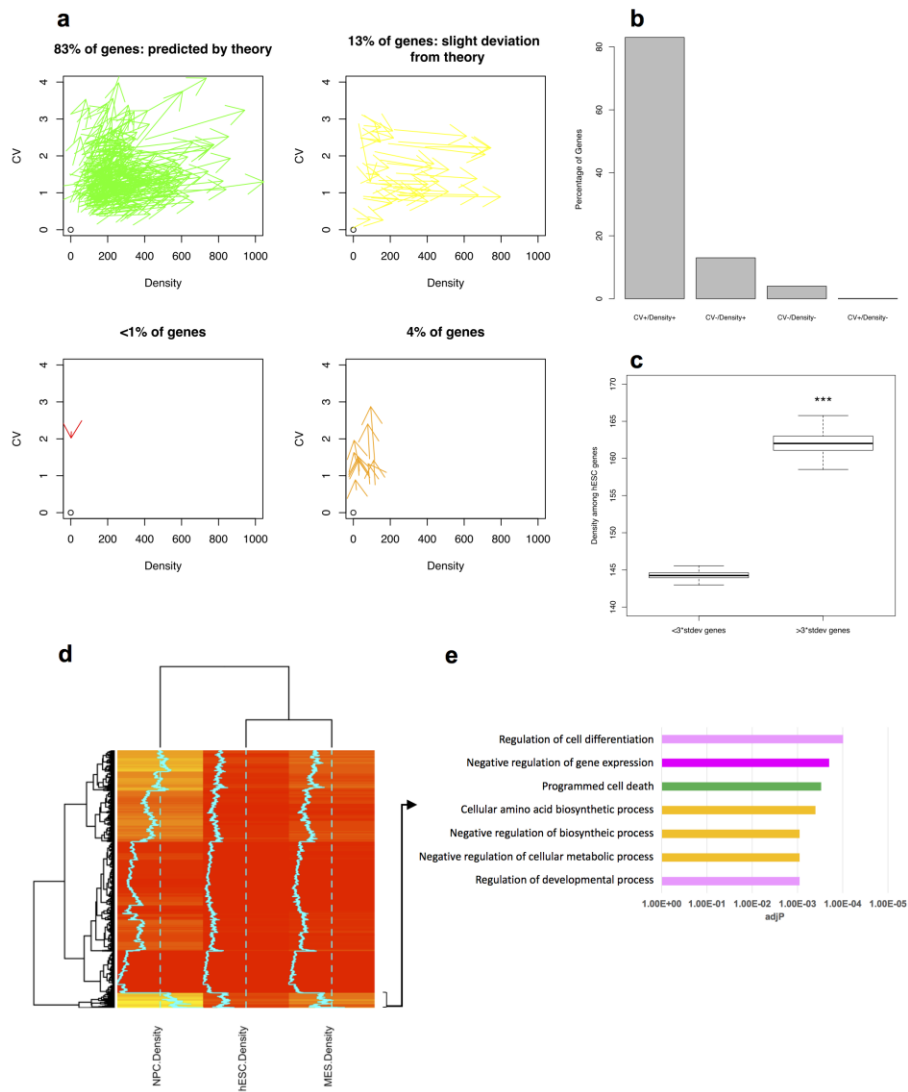 a
83% of genes: predicted by theory
CV
4
3
2
1
0
0 200 400 600 800 1000
Density
13% of genes: slight deviation
from theory
CV
4
3
2
1
0
0 200 400 600 800 1000
Density
<1% of genes
CV
4
3
2
1
0
0 200 400 600 800 1000
Density
4% of genes
CV
4
3
2
1
0
0 200 400 600 800 1000
Density
b
Percentage of Genes
80
60
40
20
0
CV+/Density+ CV-/Density+ CV-/Density- CV+/Density-
c
Density among hESC genes
170
165
160
155
150
145
140
***
<3*stdev genes >3*stdev genes
d
NPC.Density
hESC.Density
MES.Density
e
Regulation of cell differentiation
Negative regulation of gene expression
Programmed cell death
Cellular amino acid biosynthetic process
Negative regulation of biosyntheic process
Negative regulation of cellular metabolic process
Regulation of developmental process
1.00E+00 1.00E-01 1.00E-02 1.00E-03 1.00E-04 1.00E-05
adjP